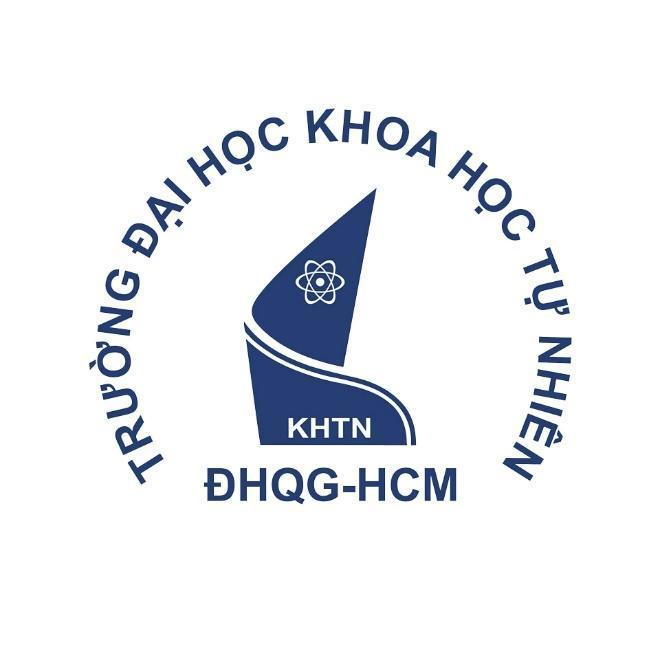 TRƯỜNG ĐẠI HỌC KHOA HỌC TỰ NHIÊN
KHTN
ĐHQG-HCM